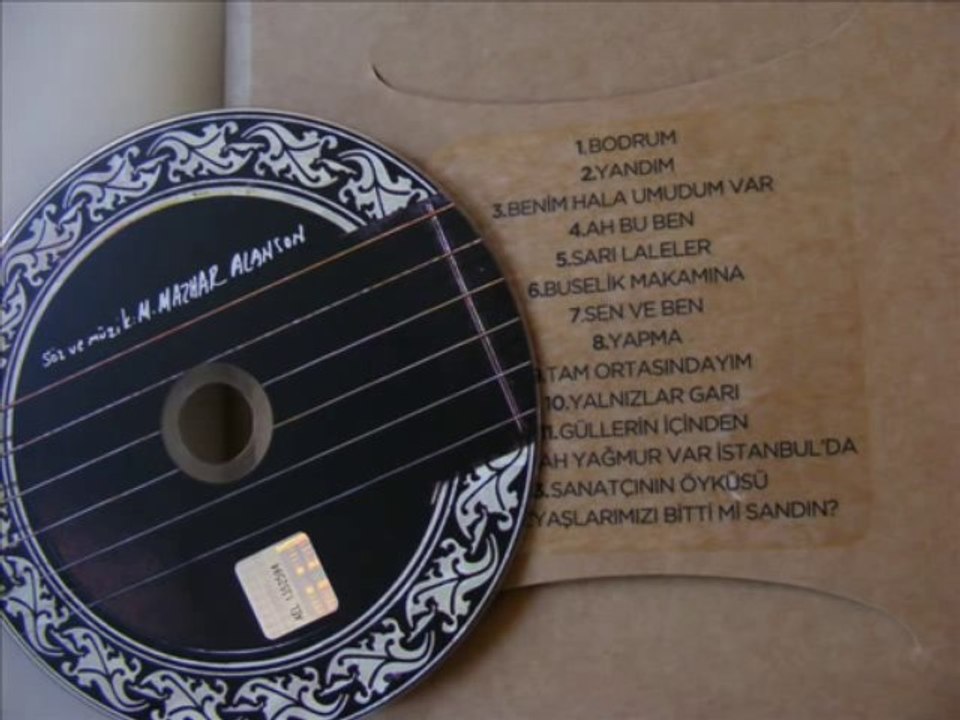 söz ve müzik: M. MAZHAR ALANSON
1.BODRUM
2.YANDIM
3.BENİM HALA UMUDUM VAR
4.AH BU BEN
5.SARI LALELER
6.BUSELİK MAKAMINA
7.SEN VE BEN
8.YAPMA
TAM ORTASINDAYIM
10.YALNIZLAR GARI
11.GÜLLERİN İÇİNDEN
AH YAĞMUR VAR İSTANBUL'DA
3.SANATÇININ ÖYKÜSÜ
YAŞLARIMIZI BİTTİ Mİ SANDIN?